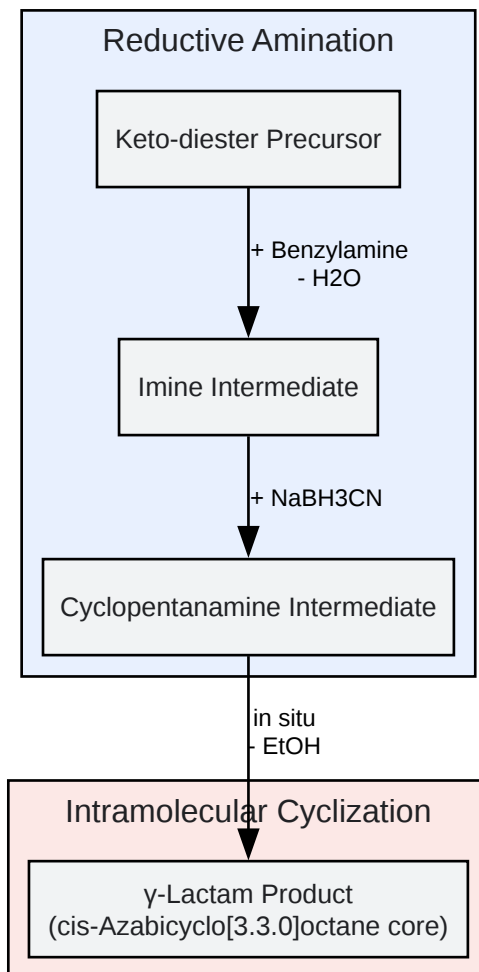 Reductive Amination
Keto-diester Precursor
+ Benzylamine
- H2O
Imine Intermediate
+ NaBH3CN
Cyclopentanamine Intermediate
in situ
- EtOH
Intramolecular Cyclization
γ-Lactam Product
(cis-Azabicyclo[3.3.0]octane core)